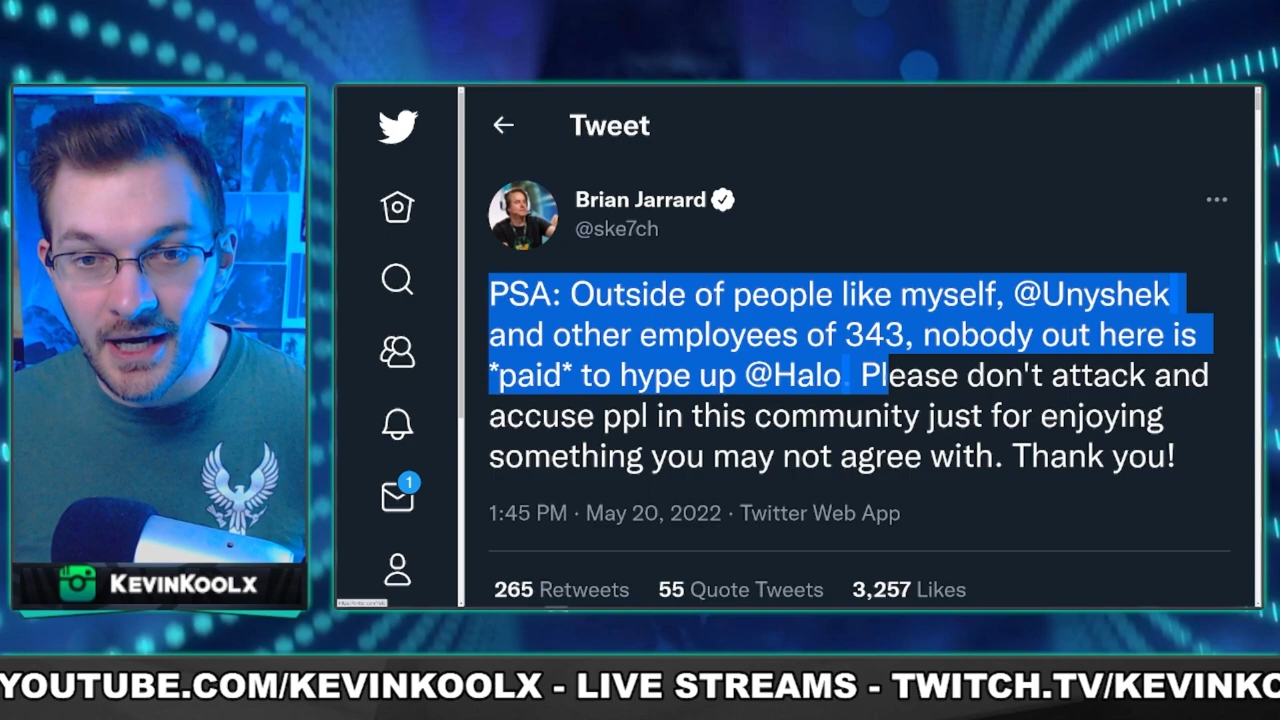 Tweet
Brian Jarrard
@ske7ch
PSA: Outside of people like myself, @Unyshek
and other employees of 343, nobody out here is
*paid* to hype up @Halo. Please don't attack and
accuse ppl in this community just for enjoying
something you may not agree with. Thank you!
1
1:45 PM · May 20, 2022 · Twitter Web App
265 Retweets 55 Quote Tweets 3,257 Likes
KEVINKOOLX
YOUTUBE.COM/KEVINKOOLX - LIVE STREAMS - TWITCH.TV/KEVINKO